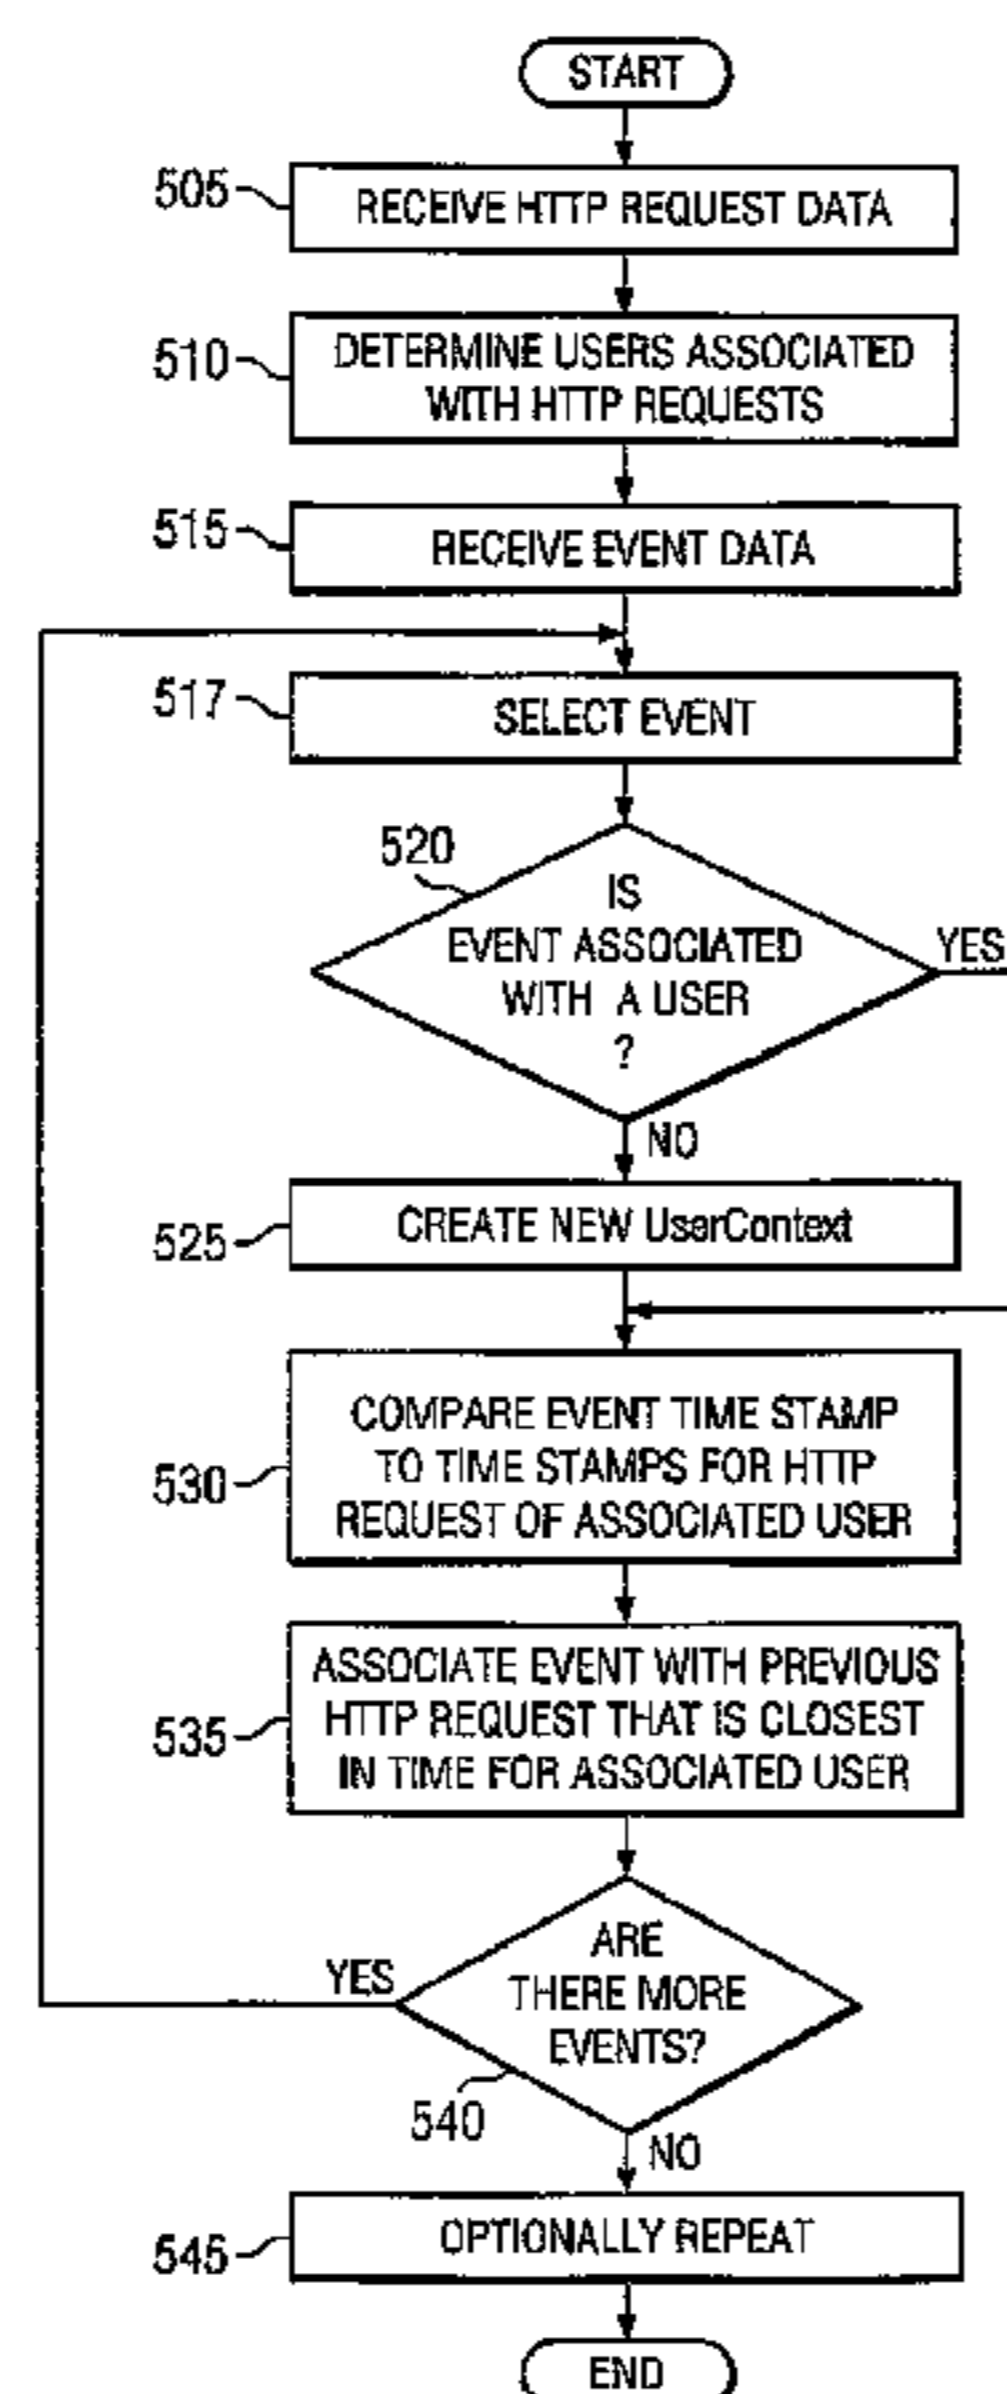 START
505
RECEIVE HTTP REQUEST DATA
510
DETERMINE USERS ASSOCIATED
WITH HTTP REQUESTS
515
RECEIVE EVENT DATA
517
SELECT EVENT
520
IS
EVENT ASSOCIATED
WITH A USER
?
YES
NO
525
CREATE NEW UserContext
530
COMPARE EVENT TIME STAMP
TO TIME STAMPS FOR HTTP
REQUEST OF ASSOCIATED USER
535
ASSOCIATE EVENT WITH PREVIOUS
HTTP REQUEST THAT IS CLOSEST
IN TIME FOR ASSOCIATED USER
YES
ARE
THERE MORE
EVENTS?
540
NO
545
OPTIONALLY REPEAT
END